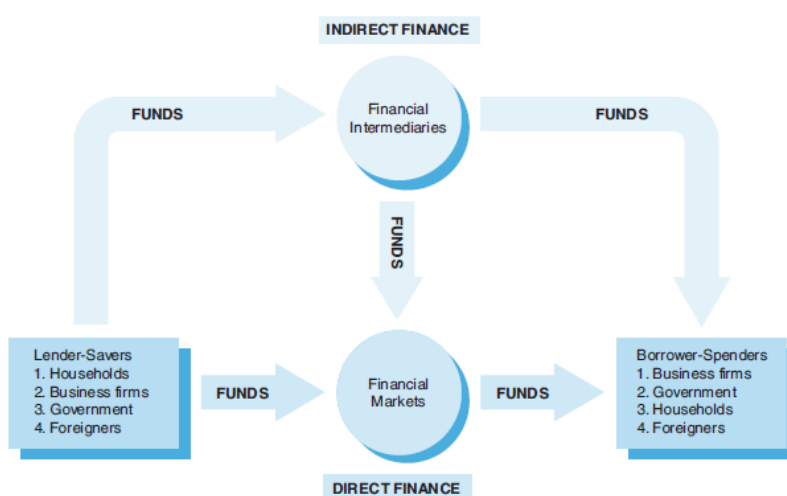 INDIRECT FINANCE
FUNDS
Financial
Intermediaries
FUNDS
FUNDS
Lender-Savers
1. Households
2. Business firms
3. Government
4. Foreigners
FUNDS
Financial
Markets
FUNDS
Borrower-Spenders
1. Business firms
2. Government
3. Households
4. Foreigners
DIRECT FINANCE